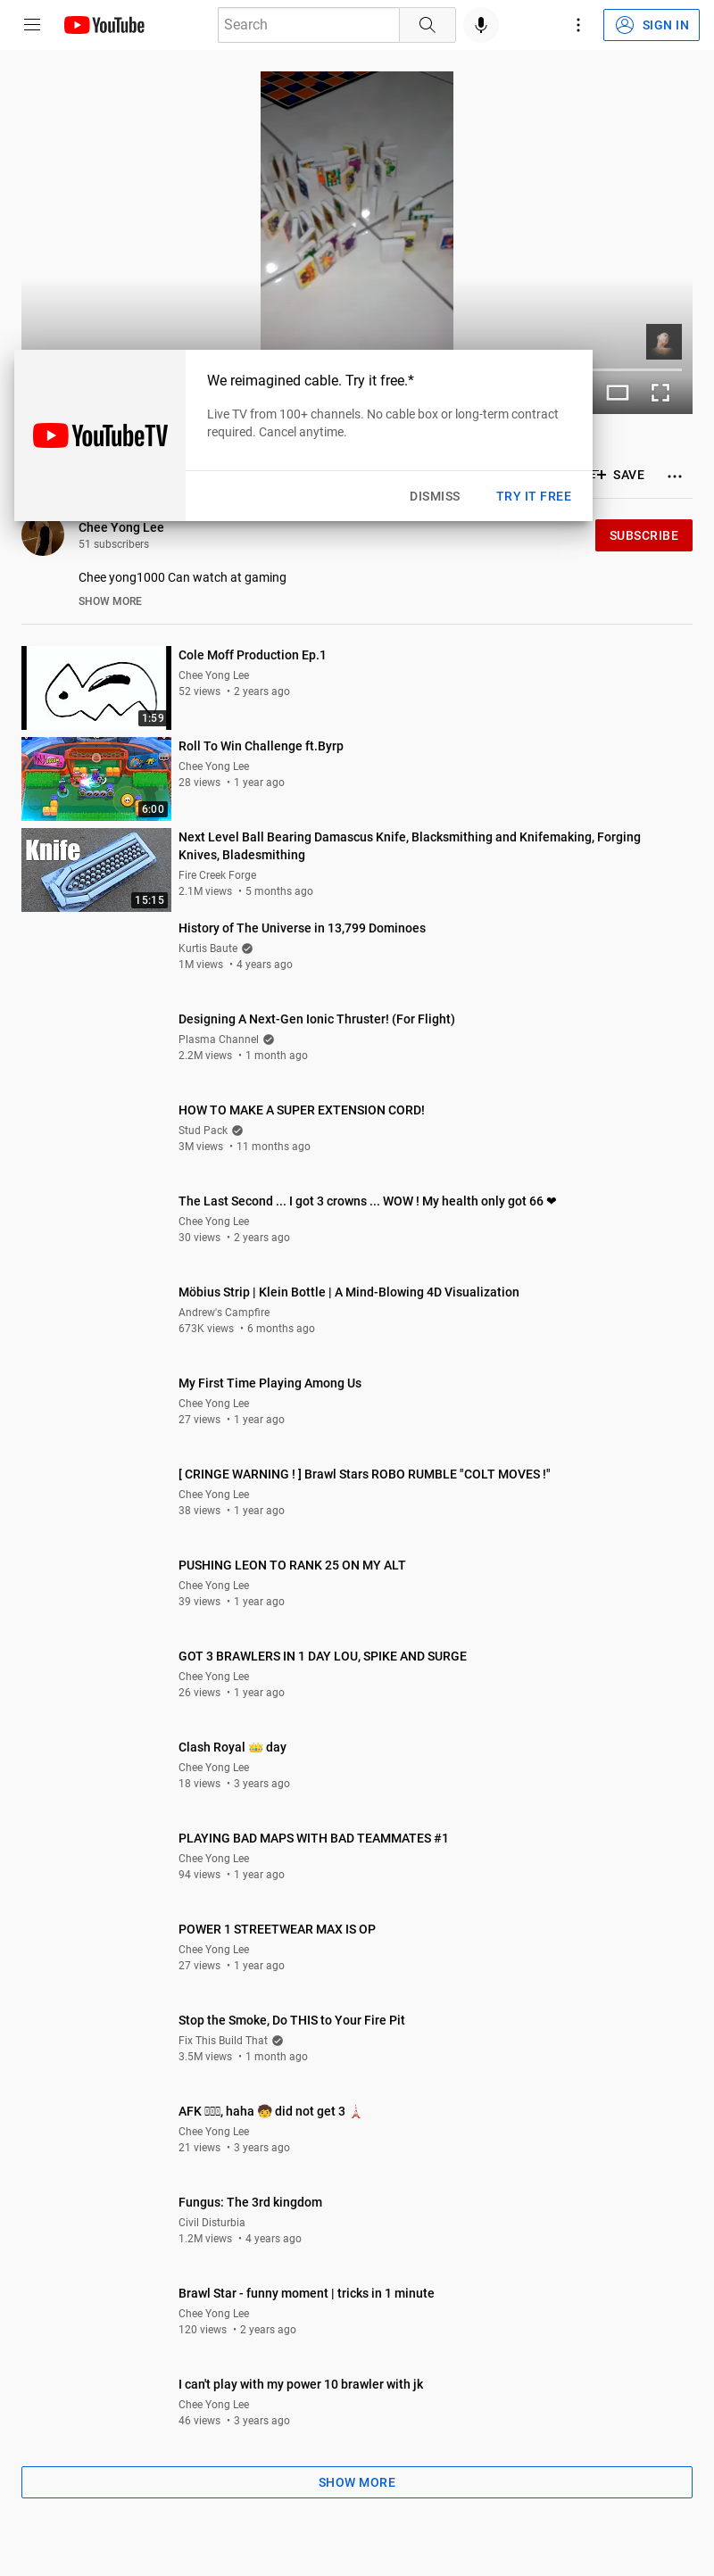 YouTube
Search
SIGN IN
We reimagined cable. Try it free.*
Live TV from 100+ channels. No cable box or long-term contract
required. Cancel anytime.
YouTubeTV
DISMISS
TRY IT FREE
SAVE
Chee Yong Lee
51 subscribers
SUBSCRIBE
Chee yong1000 Can watch at gaming
SHOW MORE
Cole Moff Production Ep.1
Chee Yong Lee
52 views • 2 years ago
1:59
Roll To Win Challenge ft.Byrp
Chee Yong Lee
28 views • 1 year ago
6:00
Knife
15:15
Next Level Ball Bearing Damascus Knife, Blacksmithing and Knifemaking, Forging
Knives, Bladesmithing
Fire Creek Forge
2.1M views • 5 months ago
History of The Universe in 13,799 Dominoes
Kurtis Baute
1M views • 4 years ago
Designing A Next-Gen Ionic Thruster! (For Flight)
Plasma Channel
2.2M views • 1 month ago
HOW TO MAKE A SUPER EXTENSION CORD!
Stud Pack
3M views • 11 months ago
The Last Second ... I got 3 crowns ... WOW ! My health only got 66 ❤
Chee Yong Lee
30 views • 2 years ago
Möbius Strip | Klein Bottle | A Mind-Blowing 4D Visualization
Andrew's Campfire
673K views • 6 months ago
My First Time Playing Among Us
Chee Yong Lee
27 views • 1 year ago
[ CRINGE WARNING ! ] Brawl Stars ROBO RUMBLE "COLT MOVES !"
Chee Yong Lee
38 views • 1 year ago
PUSHING LEON TO RANK 25 ON MY ALT
Chee Yong Lee
39 views • 1 year ago
GOT 3 BRAWLERS IN 1 DAY LOU, SPIKE AND SURGE
Chee Yong Lee
26 views • 1 year ago
Clash Royal 👑 day
Chee Yong Lee
18 views • 3 years ago
PLAYING BAD MAPS WITH BAD TEAMMATES #1
Chee Yong Lee
94 views • 1 year ago
POWER 1 STREETWEAR MAX IS OP
Chee Yong Lee
27 views • 1 year ago
Stop the Smoke, Do THIS to Your Fire Pit
Fix This Build That
3.5M views • 1 month ago
AFK , haha 🧒 did not get 3 🗼
Chee Yong Lee
21 views • 3 years ago
Fungus: The 3rd kingdom
Civil Disturbia
1.2M views • 4 years ago
Brawl Star - funny moment | tricks in 1 minute
Chee Yong Lee
120 views • 2 years ago
I can't play with my power 10 brawler with jk
Chee Yong Lee
46 views • 3 years ago
SHOW MORE